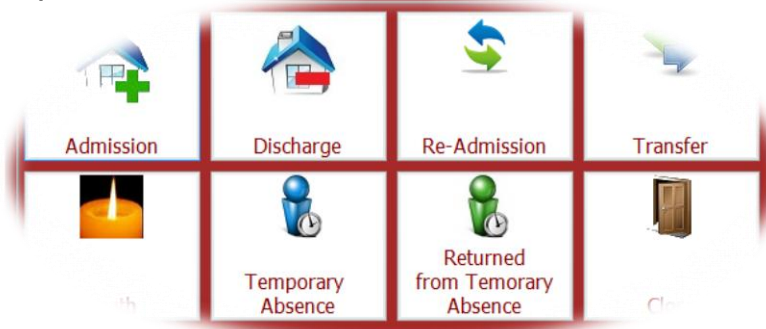 Admission
Discharge
Re-Admission
Transfer
Temporary
Absence
Returned
from Temorary
Absence